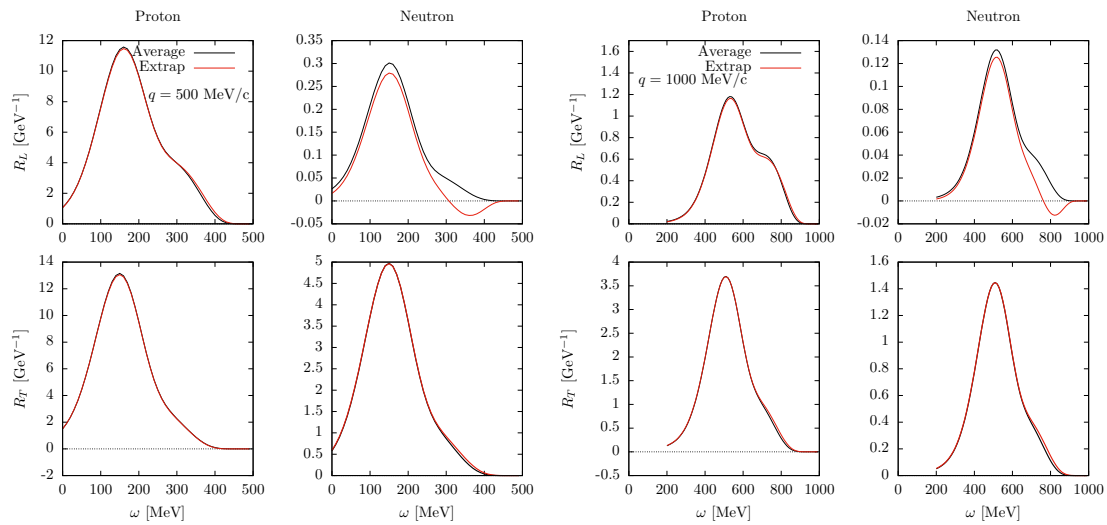 Proton
Neutron
Proton
Neutron
R_L [GeV⁻¹]
12
10
8
6
4
2
0
0 100 200 300 400 500
Average
Extrap
q = 500 MeV/c
0.35
0.3
0.25
0.2
0.15
0.1
0.05
0
-0.05
0 100 200 300 400 500
R_L [GeV⁻¹]
1.6
1.4
1.2
1
0.8
0.6
0.4
0.2
0
0 200 400 600 800 1000
Average
Extrap
q = 1000 MeV/c
0.14
0.12
0.1
0.08
0.06
0.04
0.02
0
-0.02
0 200 400 600 800 1000
R_T [GeV⁻¹]
14
12
10
8
6
4
2
0
-2
0 100 200 300 400 500
ω [MeV]
5
4.5
4
3.5
3
2.5
2
1.5
1
0.5
0
0 100 200 300 400 500
ω [MeV]
R_T [GeV⁻¹]
4
3.5
3
2.5
2
1.5
1
0.5
0
-0.5
0 200 400 600 800 1000
ω [MeV]
1.6
1.4
1.2
1
0.8
0.6
0.4
0.2
0
0 200 400 600 800 1000
ω [MeV]